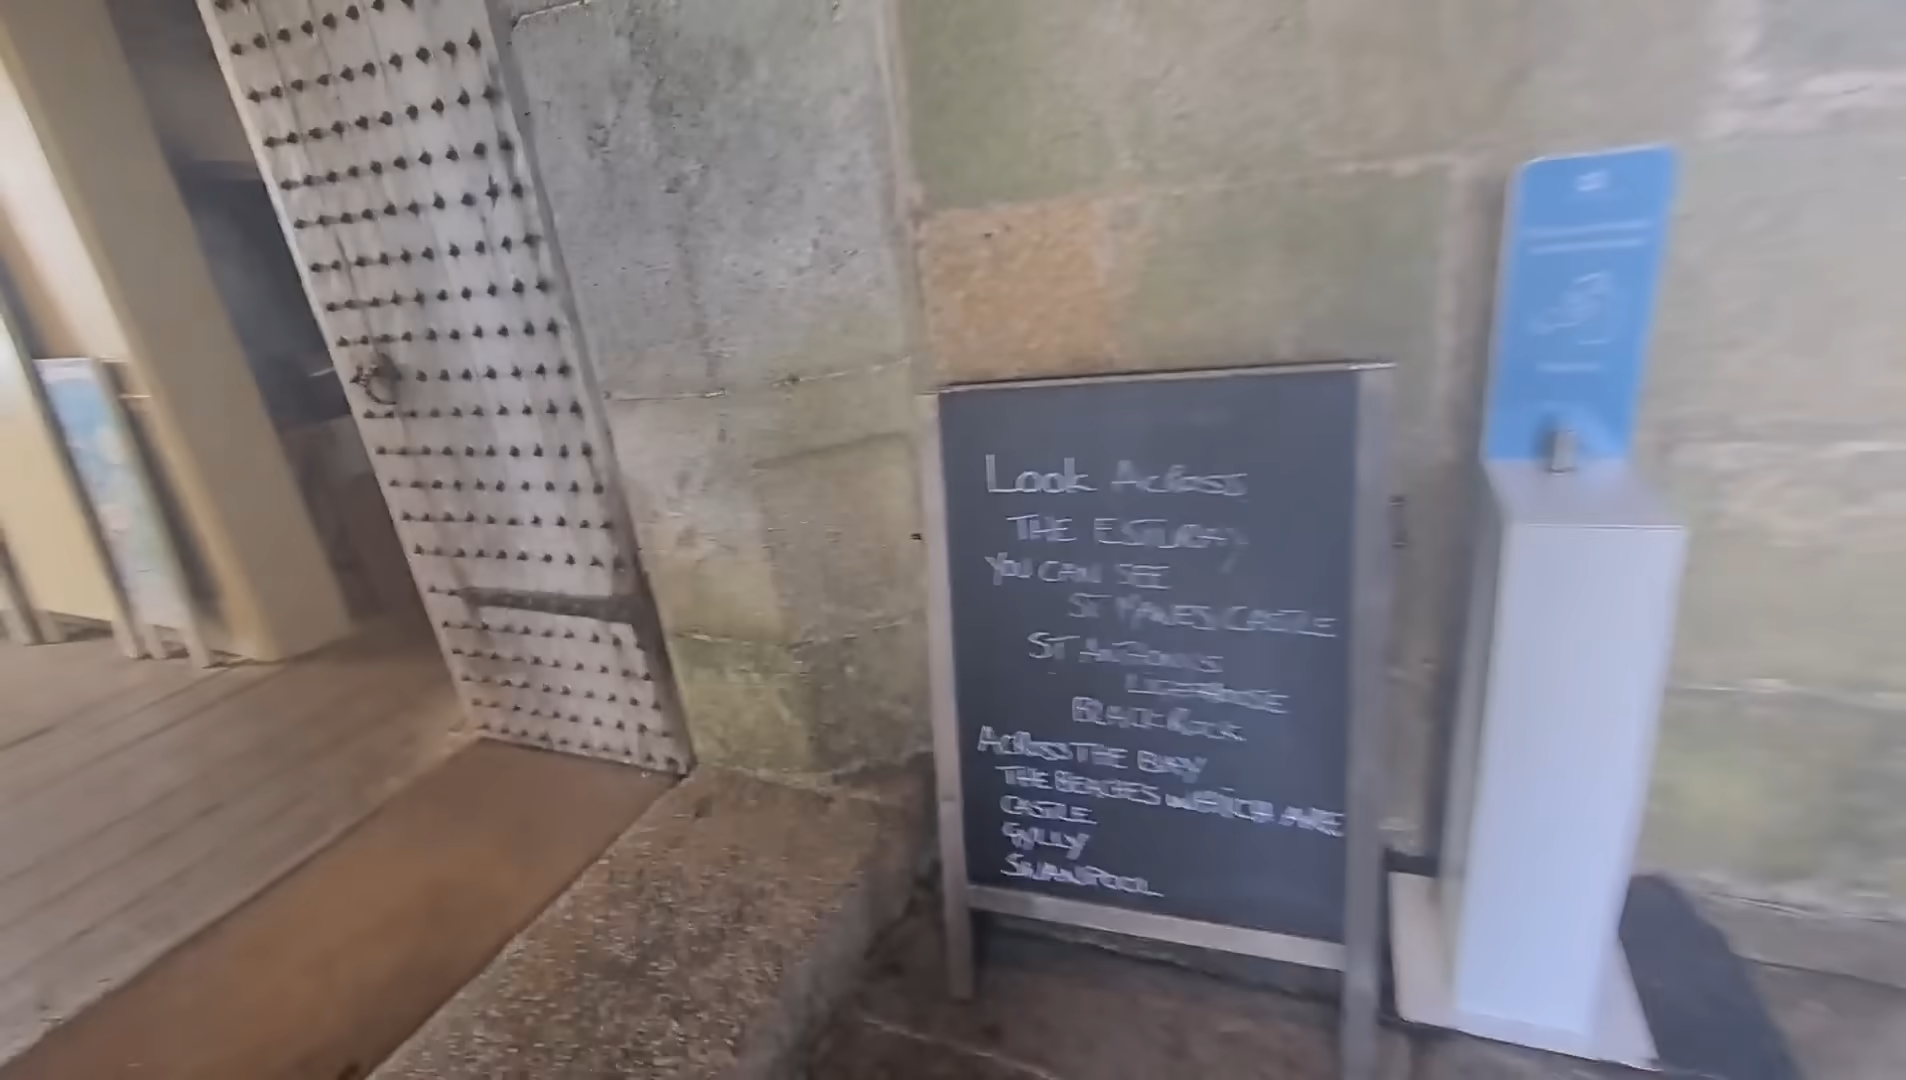 Look Across
THE ESTUARY
YOU CAN SEE
ST MAWES CASTLE
ST ANTHONYS
LIGHTHOUSE
BLACK ROCK
ACROSS THE BAY
THE BEACHES WHICH ARE
CASTLE
GYLLY
SWANPOOL